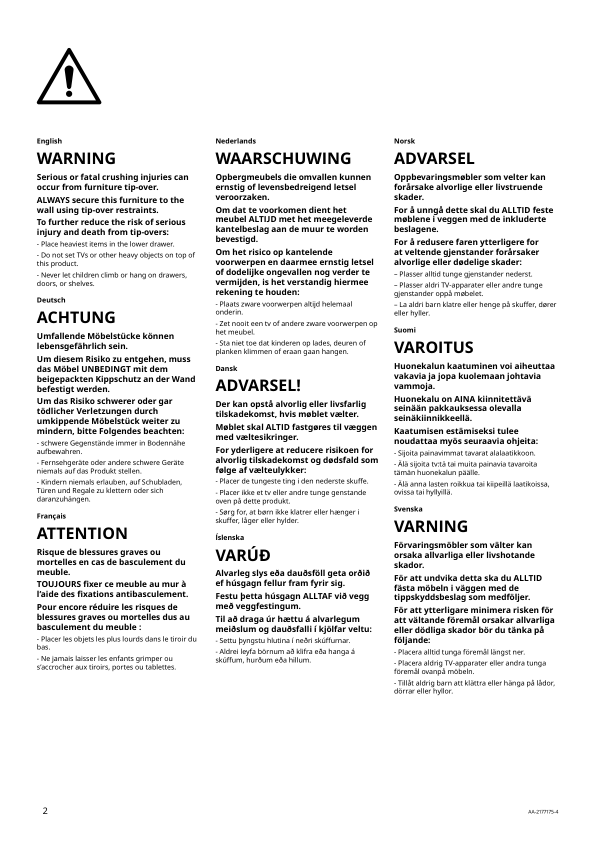 English
WARNING
Serious or fatal crushing injuries can
occur from furniture tip-over.
ALWAYS secure this furniture to the
wall using tip-over restraints.
To further reduce the risk of serious
injury and death from tip-overs:
- Place heaviest items in the lower drawer.
- Do not set TVs or other heavy objects on top of
this product.
- Never let children climb or hang on drawers,
doors, or shelves.
Deutsch
ACHTUNG
Umfallende Möbelstücke können
lebensgefährlich sein.
Um diesem Risiko zu entgehen, muss
das Möbel UNBEDINGT mit dem
beigepackten Kippschutz an der Wand
befestigt werden.
Um das Risiko schwerer oder gar
tödlicher Verletzungen durch
umkippende Möbelstück weiter zu
mindern, bitte Folgendes beachten:
- schwere Gegenstände immer in Bodennähe
aufbewahren.
- Fernsehgeräte oder andere schwere Geräte
niemals auf das Produkt stellen.
- Kindern niemals erlauben, auf Schubladen,
Türen und Regale zu klettern oder sich
daranzuhängen.
Français
ATTENTION
Risque de blessures graves ou
mortelles en cas de basculement du
meuble.
TOUJOURS fixer ce meuble au mur à
l'aide des fixations antibasculement.
Pour encore réduire les risques de
blessures graves ou mortelles dus au
basculement du meuble :
- Placer les objets les plus lourds dans le tiroir du
bas.
- Ne jamais laisser les enfants grimper ou
s'accrocher aux tiroirs, portes ou tablettes.
Nederlands
WAARSCHUWING
Opbergmeubels die omvallen kunnen
ernstig of levensbedreigend letsel
veroorzaken.
Om dat te voorkomen dient het
meubel ALTIJD met het meegeleverde
kantelbeslag aan de muur te worden
bevestigd.
Om het risico op kantelende
voorwerpen en daarmee ernstig letsel
of dodelijke ongevallen nog verder te
vermijden, is het verstandig hiermee
rekening te houden:
- Plaats zware voorwerpen altijd helemaal
onderin.
- Zet nooit een tv of andere zware voorwerpen op
het meubel.
- Sta niet toe dat kinderen op lades, deuren of
planken klimmen of eraan gaan hangen.
Dansk
ADVARSEL!
Der kan opstå alvorlig eller livsfarlig
tilskadekomst, hvis møblet vælter.
Møblet skal ALTID fastgøres til væggen
med væltesikringer.
For yderligere at reducere risikoen for
alvorlig tilskadekomst og dødsfald som
følge af vælteulykker:
- Placer de tungeste ting i den nederste skuffe.
- Placer ikke et tv eller andre tunge genstande
oven på dette produkt.
- Sørg for, at børn ikke klatrer eller hænger i
skuffer, låger eller hylder.
Íslenska
VARÚÐ
Alvarleg slys eða dauðsföll geta orðið
ef húsgagn fellur fram fyrir sig.
Festu þetta húsgagn ALLTAF við vegg
með veggfestingum.
Til að draga úr hættu á alvarlegum
meiðslum og dauðsfalli í kjölfar veltu:
- Settu þyngstu hlutina í neðri skúffurnar.
- Aldrei leyfa börnum að klifra eða hanga á
skúffum, hurðum eða hillum.
Norsk
ADVARSEL
Oppbevaringsmøbler som velter kan
forårsake alvorlige eller livstruende
skader.
For å unngå dette skal du ALLTID feste
møblene i veggen med de inkluderte
beslagene.
For å redusere faren ytterligere for
at veltende gjenstander forårsaker
alvorlige eller dødelige skader:
– Plasser alltid tunge gjenstander nederst.
– Plasser aldri TV-apparater eller andre tunge
gjenstander oppå møbelet.
– La aldri barn klatre eller henge på skuffer, dører
eller hyller.
Suomi
VAROITUS
Huonekalun kaatuminen voi aiheuttaa
vakavia ja jopa kuolemaan johtavia
vammoja.
Huonekalu on AINA kiinnitettävä
seinään pakkauksessa olevalla
seinäkiinnikkeellä.
Kaatumisen estämiseksi tulee
noudattaa myös seuraavia ohjeita:
- Sijoita painavimmat tavarat alalaatikkoon.
- Älä sijoita tv:tä tai muita painavia tavaroita
tämän huonekalun päälle.
- Älä anna lasten roikkua tai kiipeillä laatikoissa,
ovissa tai hyllyillä.
Svenska
VARNING
Förvaringsmöbler som välter kan
orsaka allvarliga eller livshotande
skador.
För att undvika detta ska du ALLTID
fästa möbeln i väggen med de
tippskyddsbeslag som medföljer.
För att ytterligare minimera risken för
att vältande föremål orsakar allvarliga
eller dödliga skador bör du tänka på
följande:
- Placera alltid tunga föremål längst ner.
- Placera aldrig TV-apparater och andra tunga
föremål ovanpå möbeln.
- Tillåt aldrig barn att klättra eller hänga på lådor,
dörrar eller hyllor.
2
AA-2177175-4